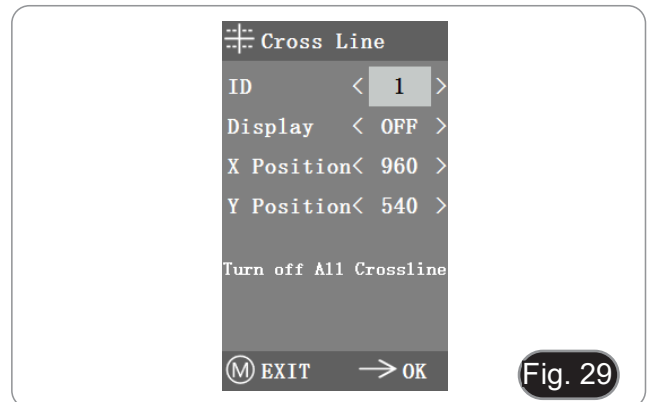 Cross Line
ID < 1 >
Display < OFF >
X Position < 960 >
Y Position < 540 >
Turn off All Crossline
M EXIT → OK
Fig. 29